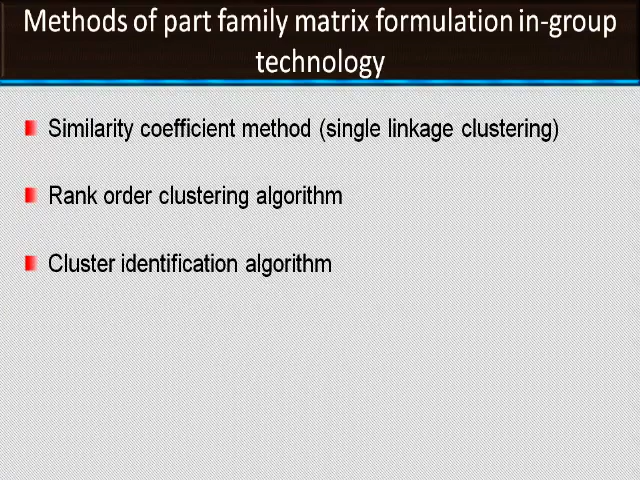 Methods of part family matrix formulation in-group
technology
Similarity coefficient method (single linkage clustering)
Rank order clustering algorithm
Cluster identification algorithm